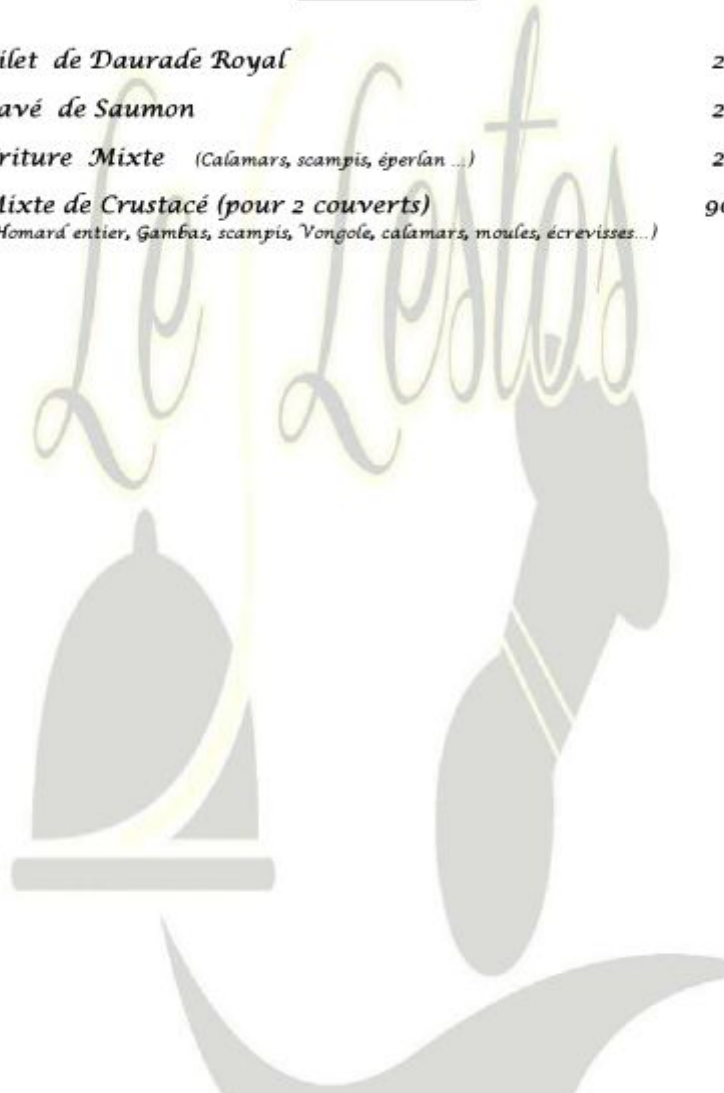 ilet de Daurade Royal 2
avé de Saumon 2
riture Mixte (Calamars, scampis, éperlan ...) 2
Mixte de Crustacé (pour 2 couverts) 90
Homard entier, Gambas, scampis, Vongole, calamars, moules, écrevisses...)
Le Lestos